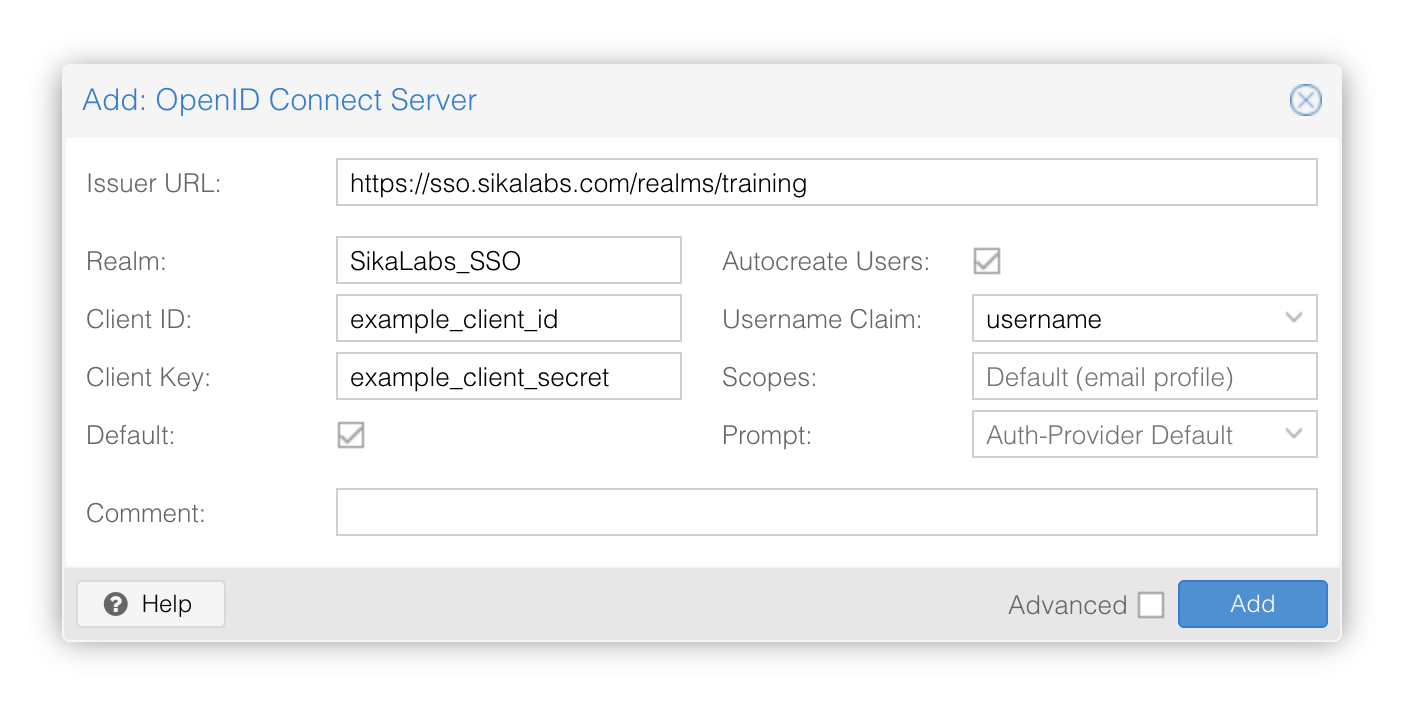 Add: OpenID Connect Server
Issuer URL: https://sso.sikalabs.com/realms/training
Realm: SikaLabs_SSO Autocreate Users:
Client ID: example_client_id Username Claim: username
Client Key: example_client_secret Scopes: Default (email profile)
Default: Prompt: Auth-Provider Default
Comment:
? Help Advanced Add